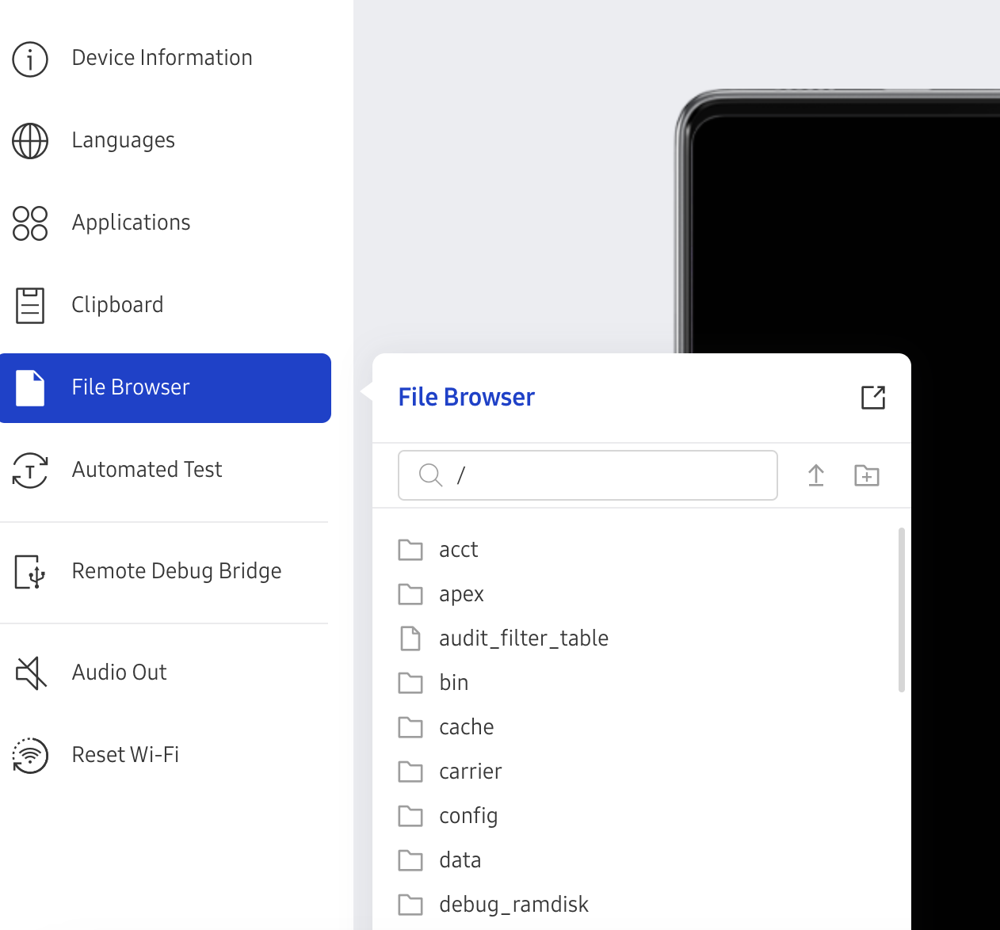 Device Information
Languages
Applications
Clipboard
File Browser
T
Automated Test
Remote Debug Bridge
Audio Out
Reset Wi-Fi
File Browser
/
acct
apex
audit_filter_table
bin
cache
carrier
config
data
debug_ramdisk